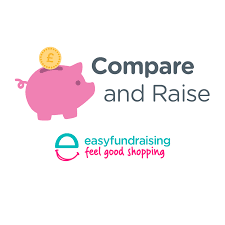 £
Compare
and Raise
easyfundraising
feel good shopping